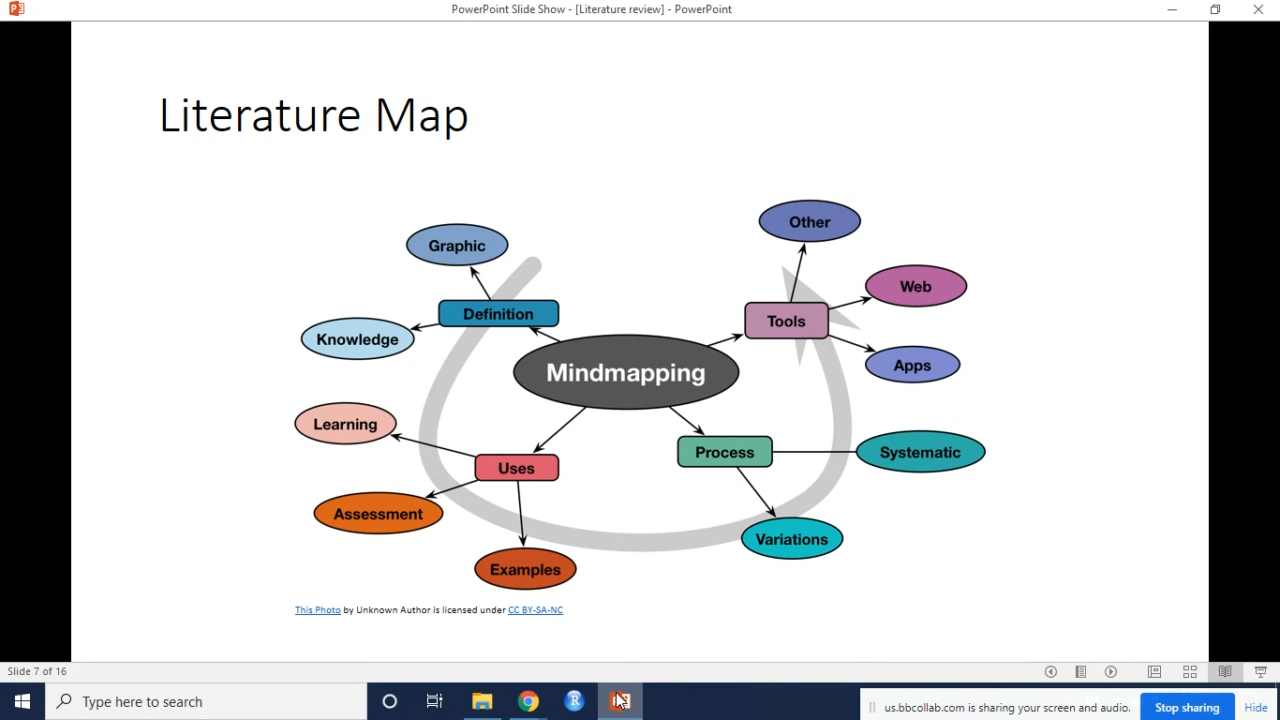 PowerPoint Slide Show - [Literature review] - PowerPoint
Literature Map
Other
Graphic
Web
Definition
Tools
Knowledge
Apps
Mindmapping
Learning
Process
Systematic
Uses
Assessment
Variations
Examples
This Photo by Unknown Author is licensed under CC BY-SA-NC
Slide 7 of 16
Type here to search
us.bbcollab.com is sharing your screen and audio.
Stop sharing
Hide